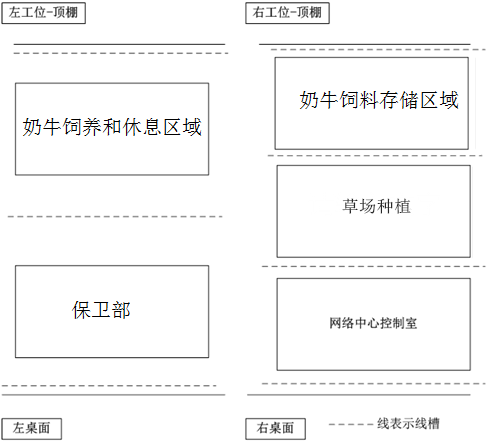 左工位-顶棚
右工位-顶棚
奶牛饲养和休息区域
奶牛饲料存储区域
草场种植
保卫部
网络中心控制室
左桌面
右桌面
线表示线槽